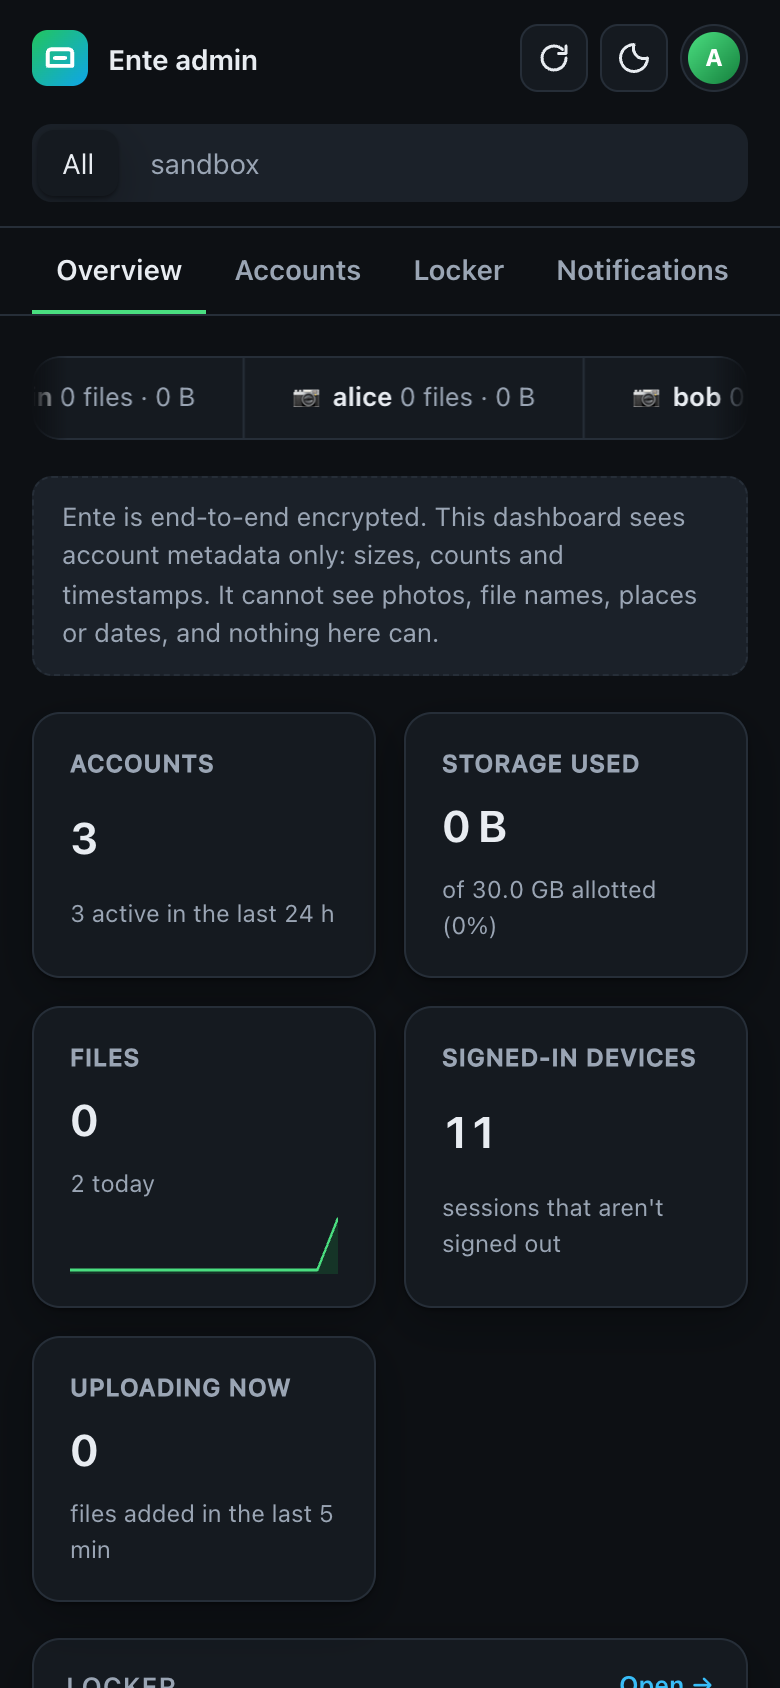 Ente admin
A
All
sandbox
Overview
Accounts
Locker
Notifications
n 0 files · 0 B
alice 0 files · 0 B
bob 0
Ente is end-to-end encrypted. This dashboard sees
account metadata only: sizes, counts and
timestamps. It cannot see photos, file names, places
or dates, and nothing here can.
ACCOUNTS
3
3 active in the last 24 h
STORAGE USED
0 B
of 30.0 GB allotted
(0%)
FILES
0
2 today
SIGNED-IN DEVICES
11
sessions that aren't
signed out
UPLOADING NOW
0
files added in the last 5
min
LOCKER
Open →